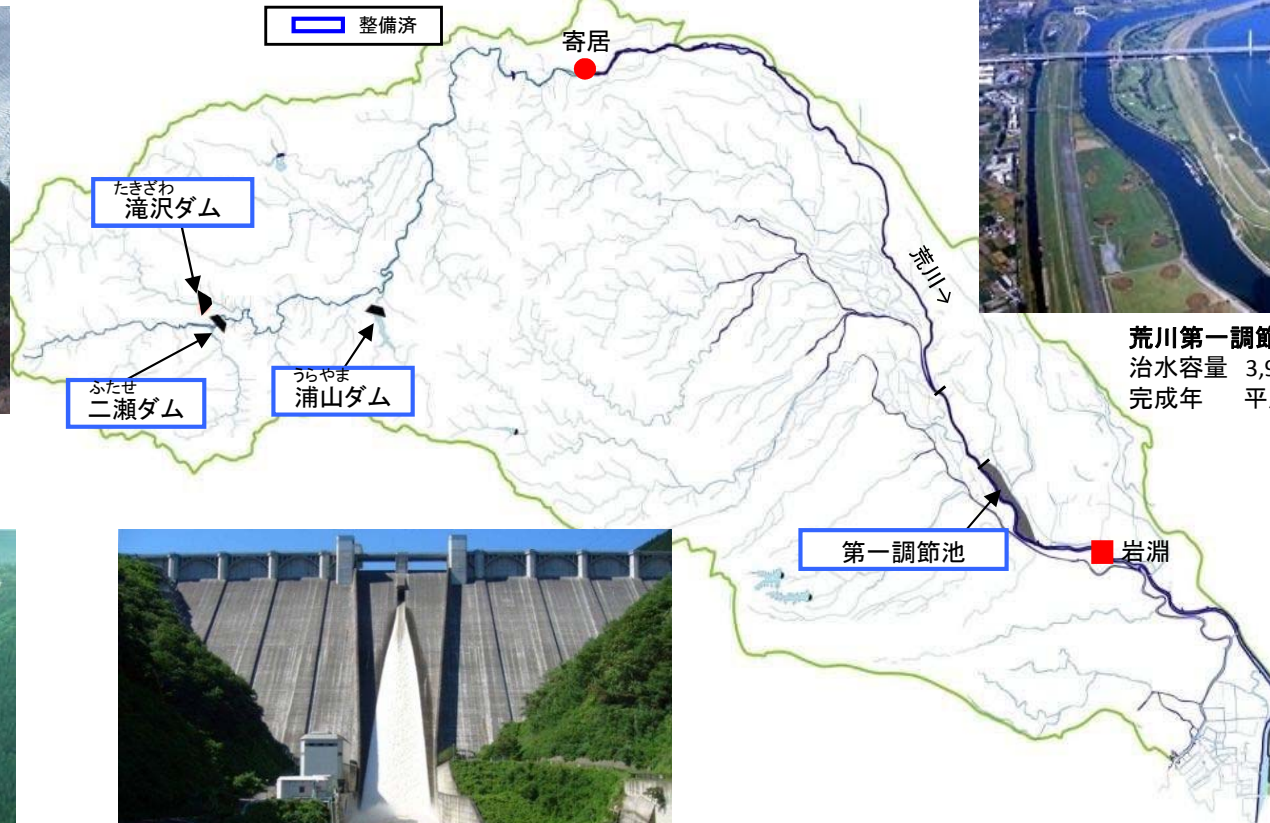 整備済
寄居
たきざわ
滝沢ダム
荒川→
ふたせ
二瀬ダム
うらやま
浦山ダム
荒川第一調節
治水容量 3,9
完成年 平
第一調節池
岩淵